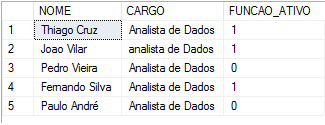 NOME CARGO FUNCAO_ATIVO
1 Thiago Cruz Analista de Dados 1
2 Joao Vilar analista de Dados 1
3 Pedro Vieira Analista de Dados 0
4 Fernando Silva Analista de Dados 1
5 Paulo André Analista de Dados 0